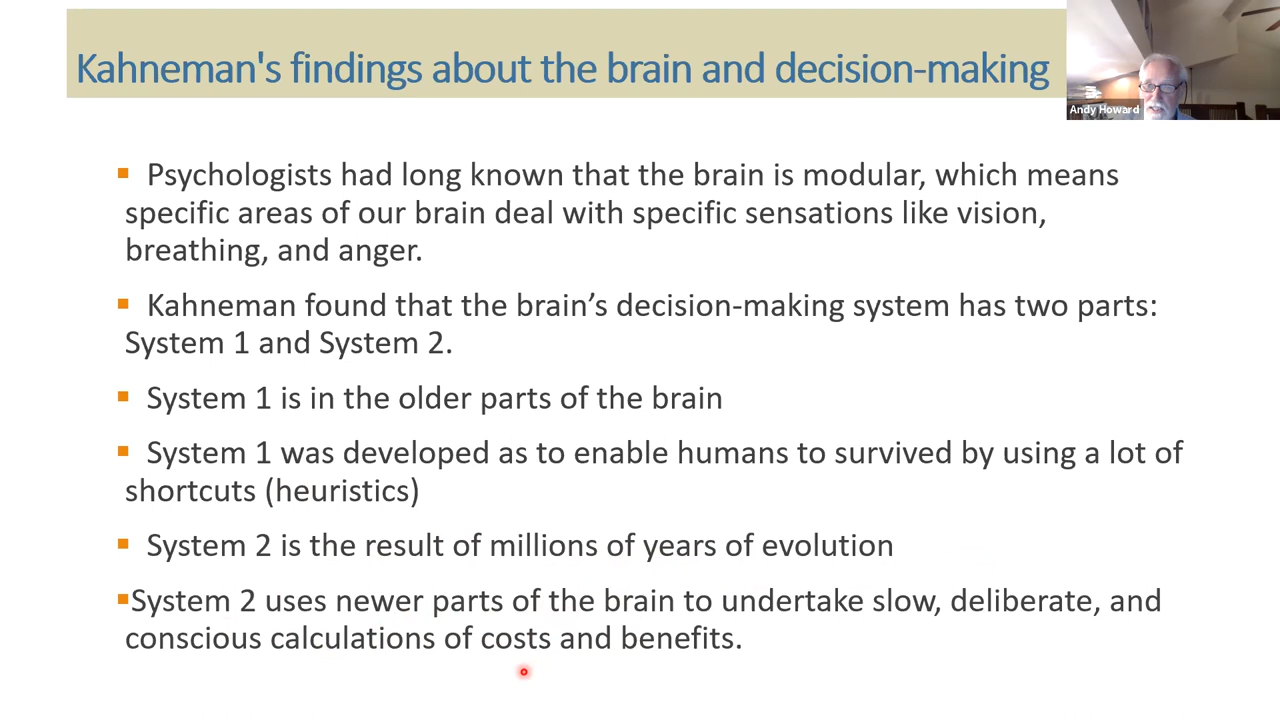 Kahneman's findings about the brain and decision-making
Andy Howard
▪ Psychologists had long known that the brain is modular, which means
specific areas of our brain deal with specific sensations like vision,
breathing, and anger.
▪ Kahneman found that the brain’s decision-making system has two parts:
System 1 and System 2.
▪ System 1 is in the older parts of the brain
▪ System 1 was developed as to enable humans to survived by using a lot of
shortcuts (heuristics)
▪ System 2 is the result of millions of years of evolution
▪System 2 uses newer parts of the brain to undertake slow, deliberate, and
conscious calculations of costs and benefits.